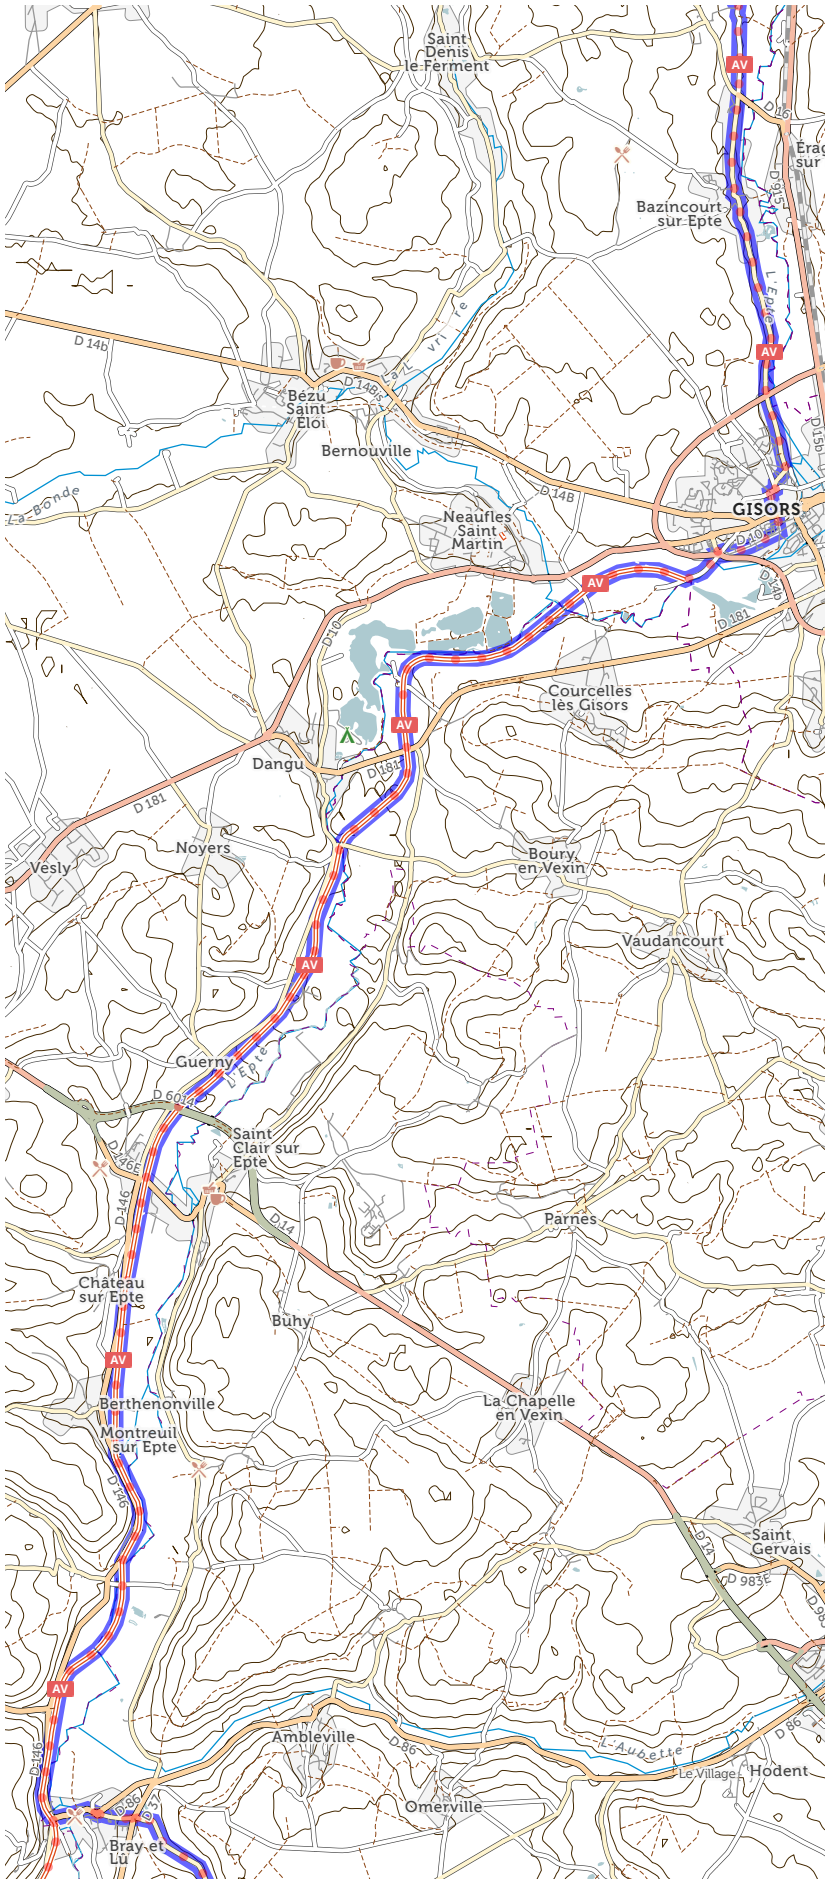 Saint
Denis
le Ferment
AV
D 16
Bazincourt
sur Epte
D 915
L'Epte
AV
D 14b
D 14Bis
Bézu
Saint
Éloi
Bernouville
D 15b
La Bonde
D 14B
GISORS
Neaufles
Saint
Martin
AV
D 14b
D 181
D 10
Courcelles
lès Gisors
AV
Dangu
D 181
D 181
Noyers
Vesly
Boury
en Vexin
Vaudancourt
AV
Guerny
L'Epte
D 6014
Saint
Clair sur
Epte
D 146E
D 146
D 14
Parnes
Château
sur Epte
Buhy
AV
Berthenonville
La Chapelle
en Vexin
Montreuil
sur Epte
D 146
Saint
Gervais
D 14
D 983E
AV
D 146
Ambleville
D 86
L'Aubette
D 86
Le Village
Hodent
D 86
D 37
Omerville
Bray et
Lû